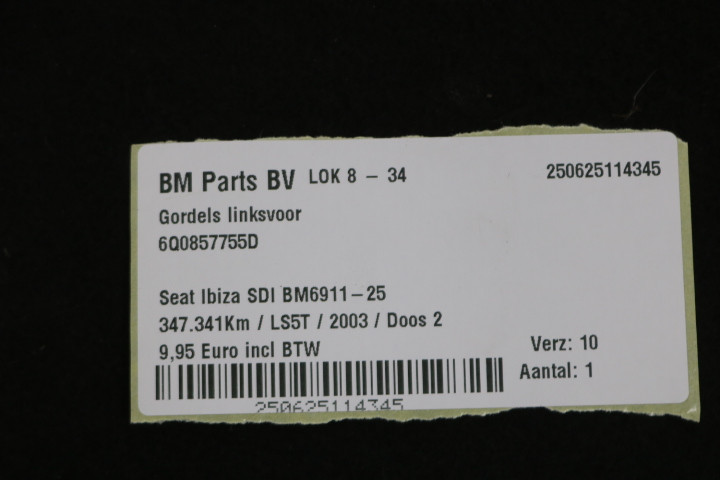 BM Parts BV LOK 8 - 34 250625114345
Gordels linksvoor
6Q0857755D
Seat Ibiza SDI BM6911-25
347.341Km / LS5T / 2003 / Doos 2
9,95 Euro incl BTW Verz: 10
Aantal: 1
250625114345